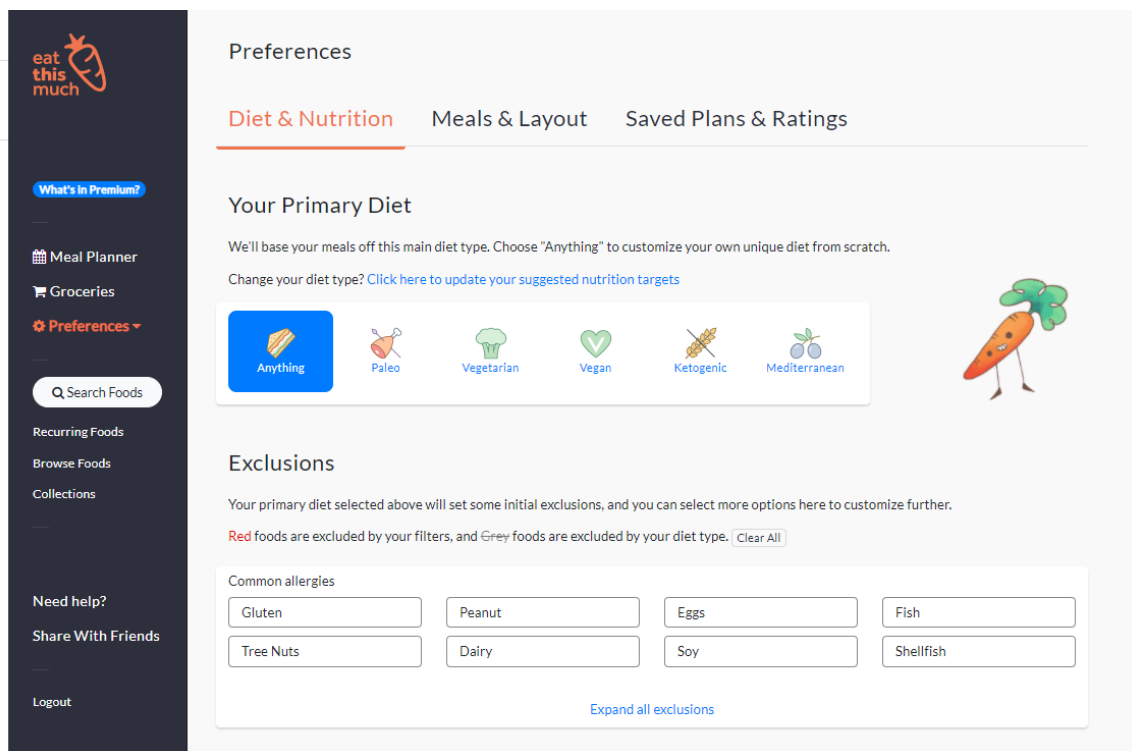 eat
this
much
What's in Premium?
Meal Planner
Groceries
Preferences
Search Foods
Recurring Foods
Browse Foods
Collections
Need help?
Share With Friends
Logout
Preferences
Diet & Nutrition Meals & Layout Saved Plans & Ratings
Your Primary Diet
We'll base your meals off this main diet type. Choose "Anything" to customize your own unique diet from scratch.
Change your diet type? Click here to update your suggested nutrition targets
Anything Paleo Vegetarian Vegan Ketogenic Mediterranean
Exclusions
Your primary diet selected above will set some initial exclusions, and you can select more options here to customize further.
Red foods are excluded by your filters, and Grey foods are excluded by your diet type. Clear All
Common allergies
Gluten Peanut Eggs Fish
Tree Nuts Dairy Soy Shellfish
Expand all exclusions